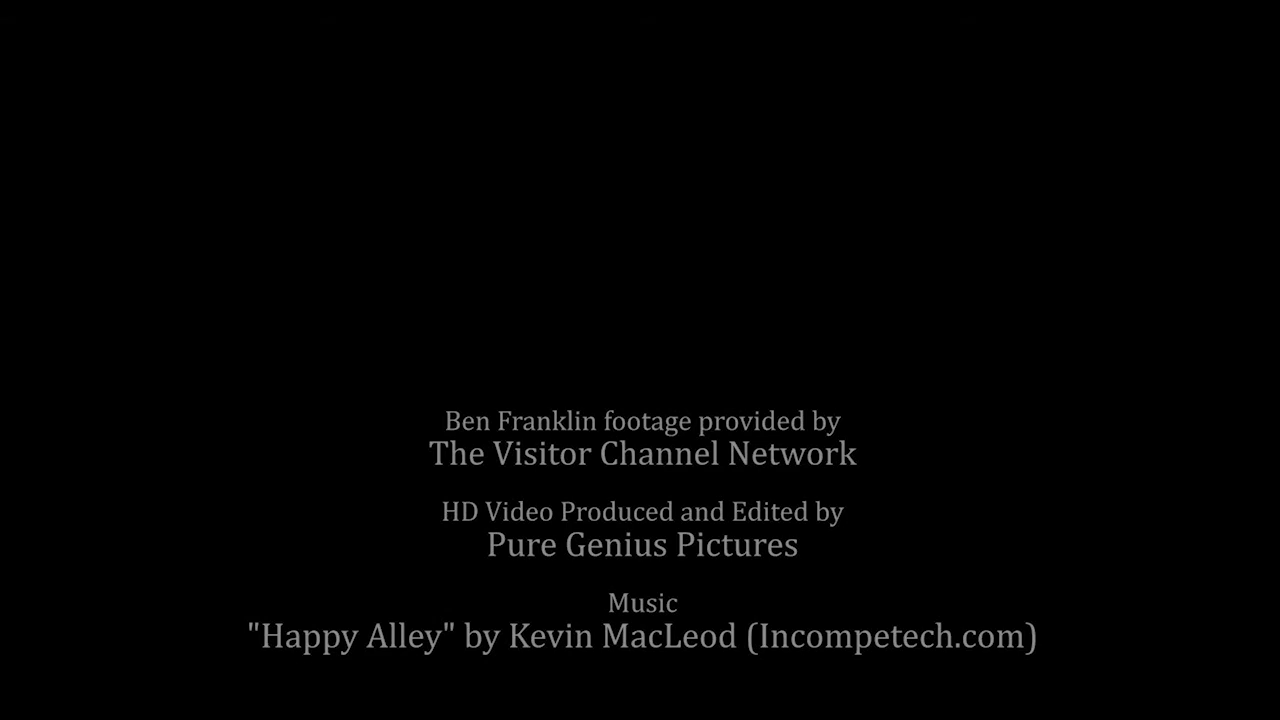 Ben Franklin footage provided by
The Visitor Channel Network
HD Video Produced and Edited by
Pure Genius Pictures
Music
"Happy Alley" by Kevin MacLeod (Incompetech.com)